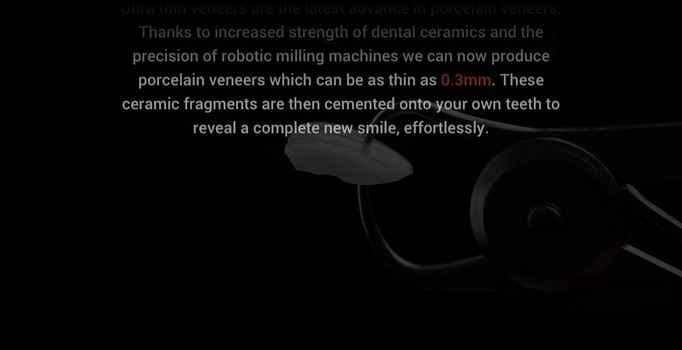 Ultra thin veneers are the latest advance in porcelain veneers.
Thanks to increased strength of dental ceramics and the
precision of robotic milling machines we can now produce
porcelain veneers which can be as thin as 0.3mm. These
ceramic fragments are then cemented onto your own teeth to
reveal a complete new smile, effortlessly.